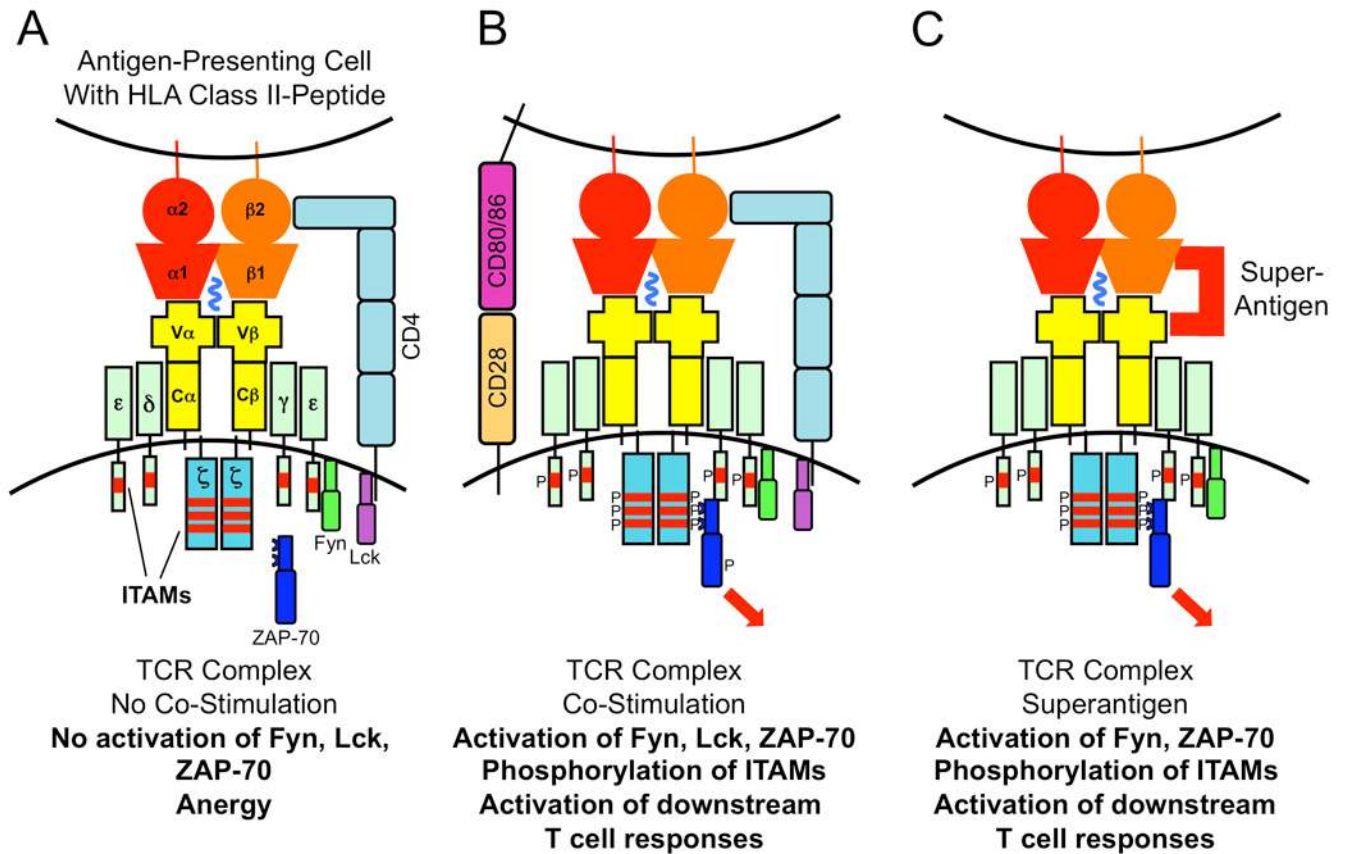 A
Antigen-Presenting Cell
With HLA Class II-Peptide
α2
β2
α1
β1
Vα
Vβ
CD4
ε
δ
Cα
Cβ
γ
ε
ζ
ζ
Fyn
Lck
ITAMs
ZAP-70
TCR Complex
No Co-Stimulation
No activation of Fyn, Lck,
ZAP-70
Anergy
B
CD80/86
CD28
P
P
P
P
P
P
P
P
P
P
P
TCR Complex
Co-Stimulation
Activation of Fyn, Lck, ZAP-70
Phosphorylation of ITAMs
Activation of downstream
T cell responses
C
Super-
Antigen
P
P
P
P
P
P
P
P
P
P
TCR Complex
Superantigen
Activation of Fyn, ZAP-70
Phosphorylation of ITAMs
Activation of downstream
T cell responses